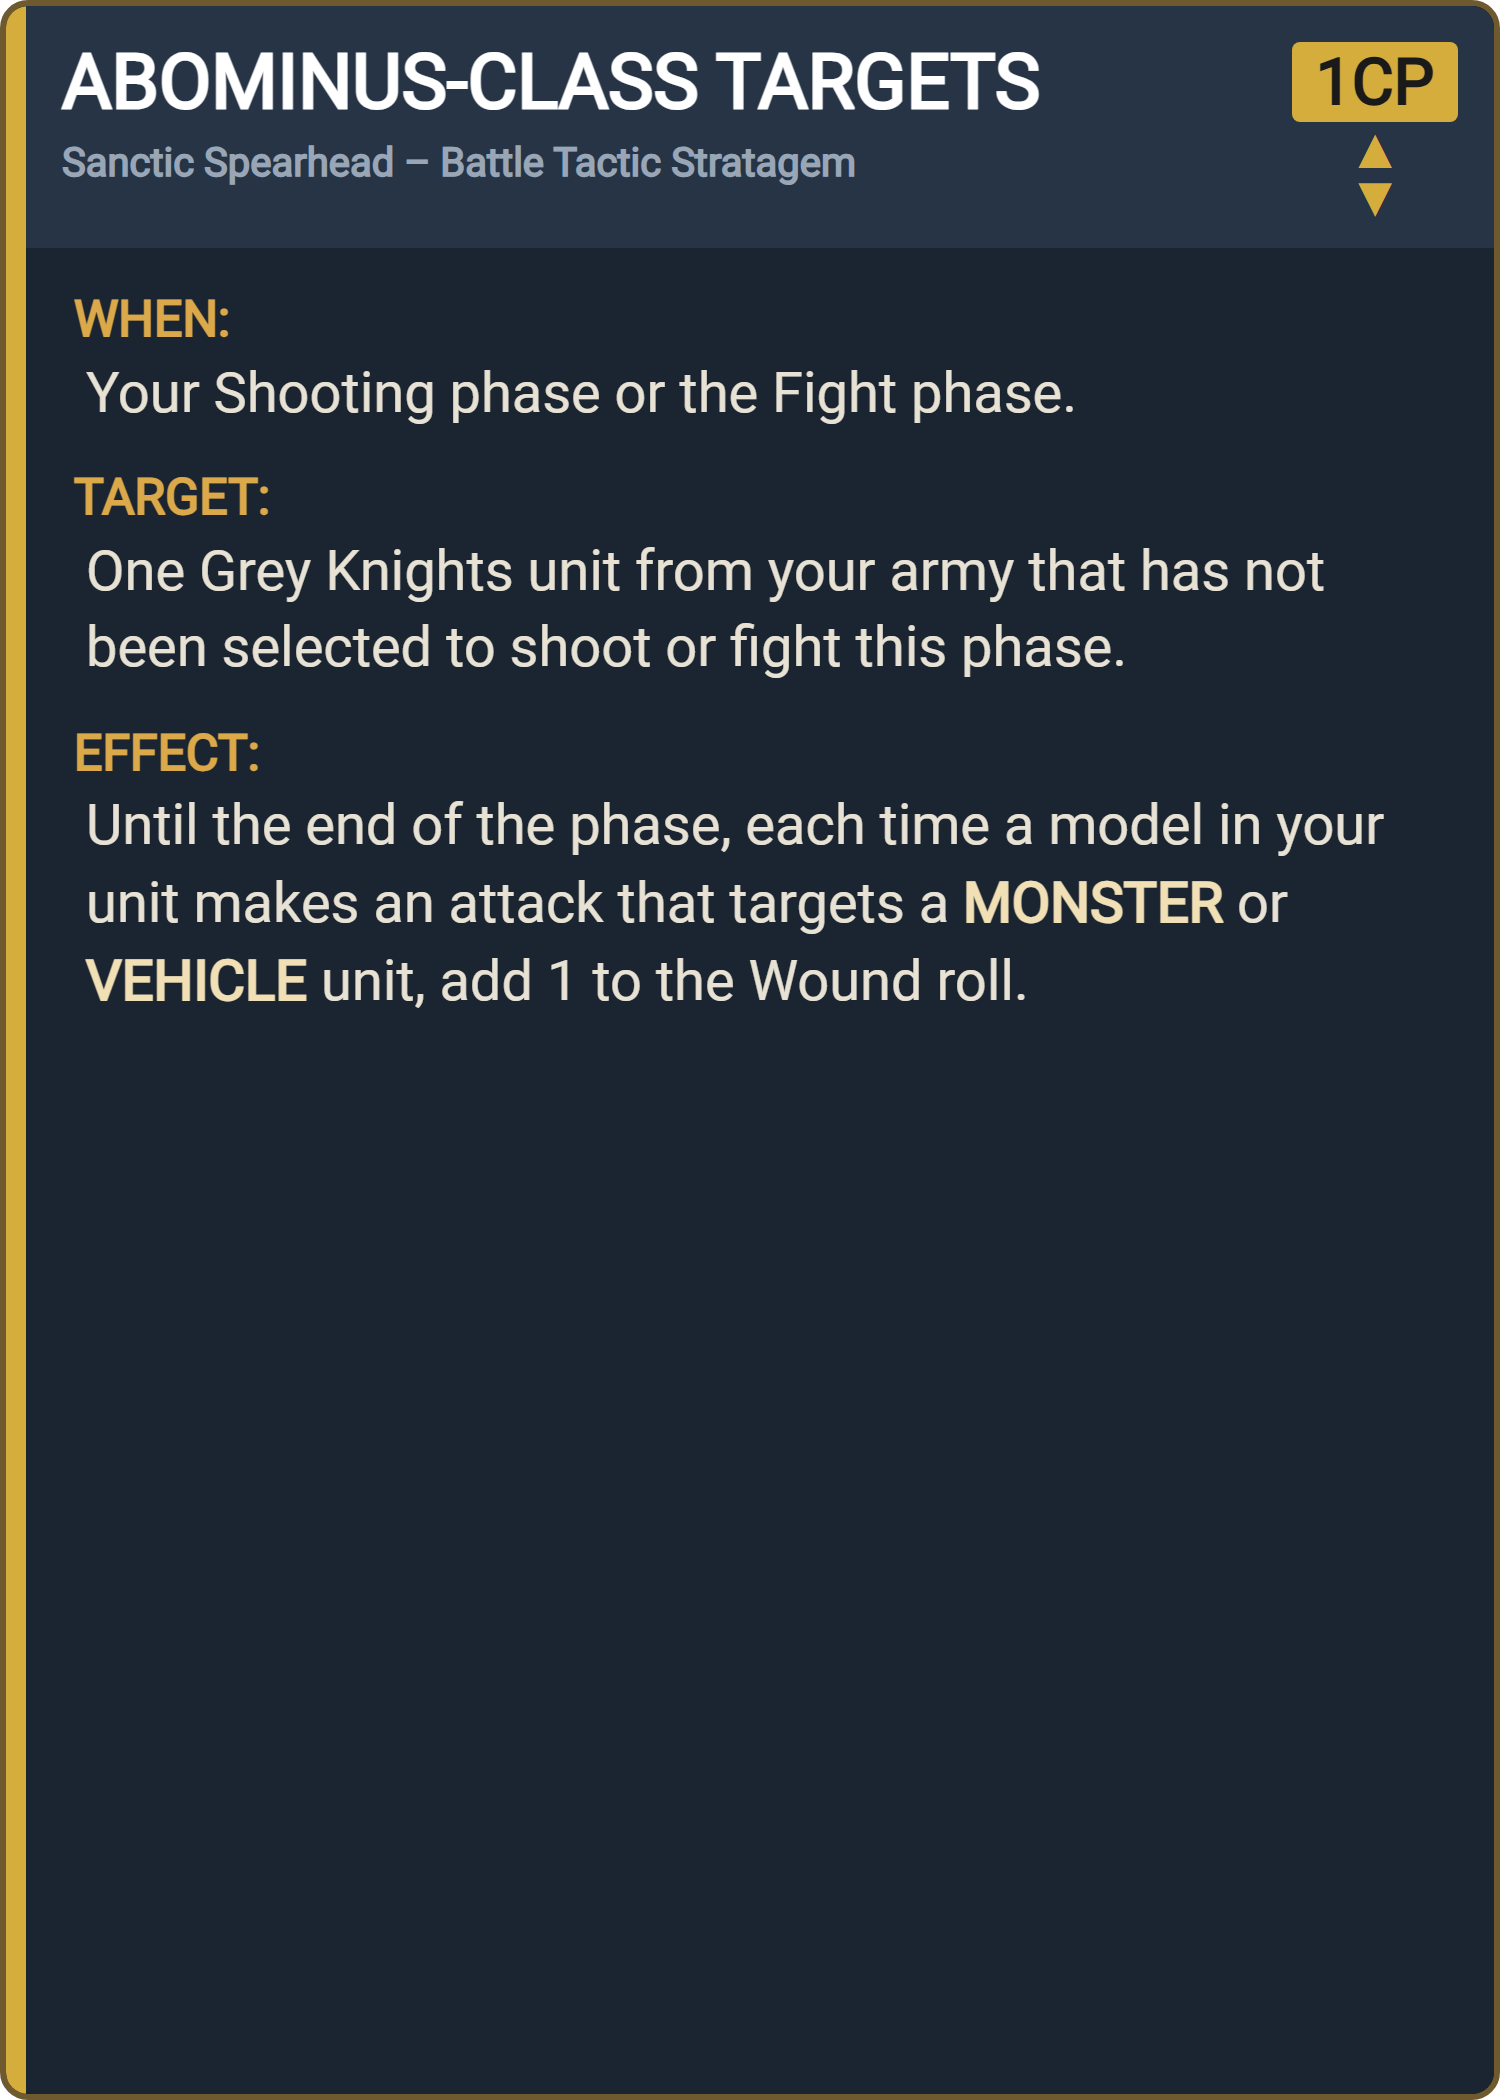 ABOMINUS-CLASS TARGETS
1CP
Sanctic Spearhead – Battle Tactic Stratagem
▲
▼
WHEN:
Your Shooting phase or the Fight phase.
TARGET:
One Grey Knights unit from your army that has not
been selected to shoot or fight this phase.
EFFECT:
Until the end of the phase, each time a model in your
unit makes an attack that targets a MONSTER or
VEHICLE unit, add 1 to the Wound roll.